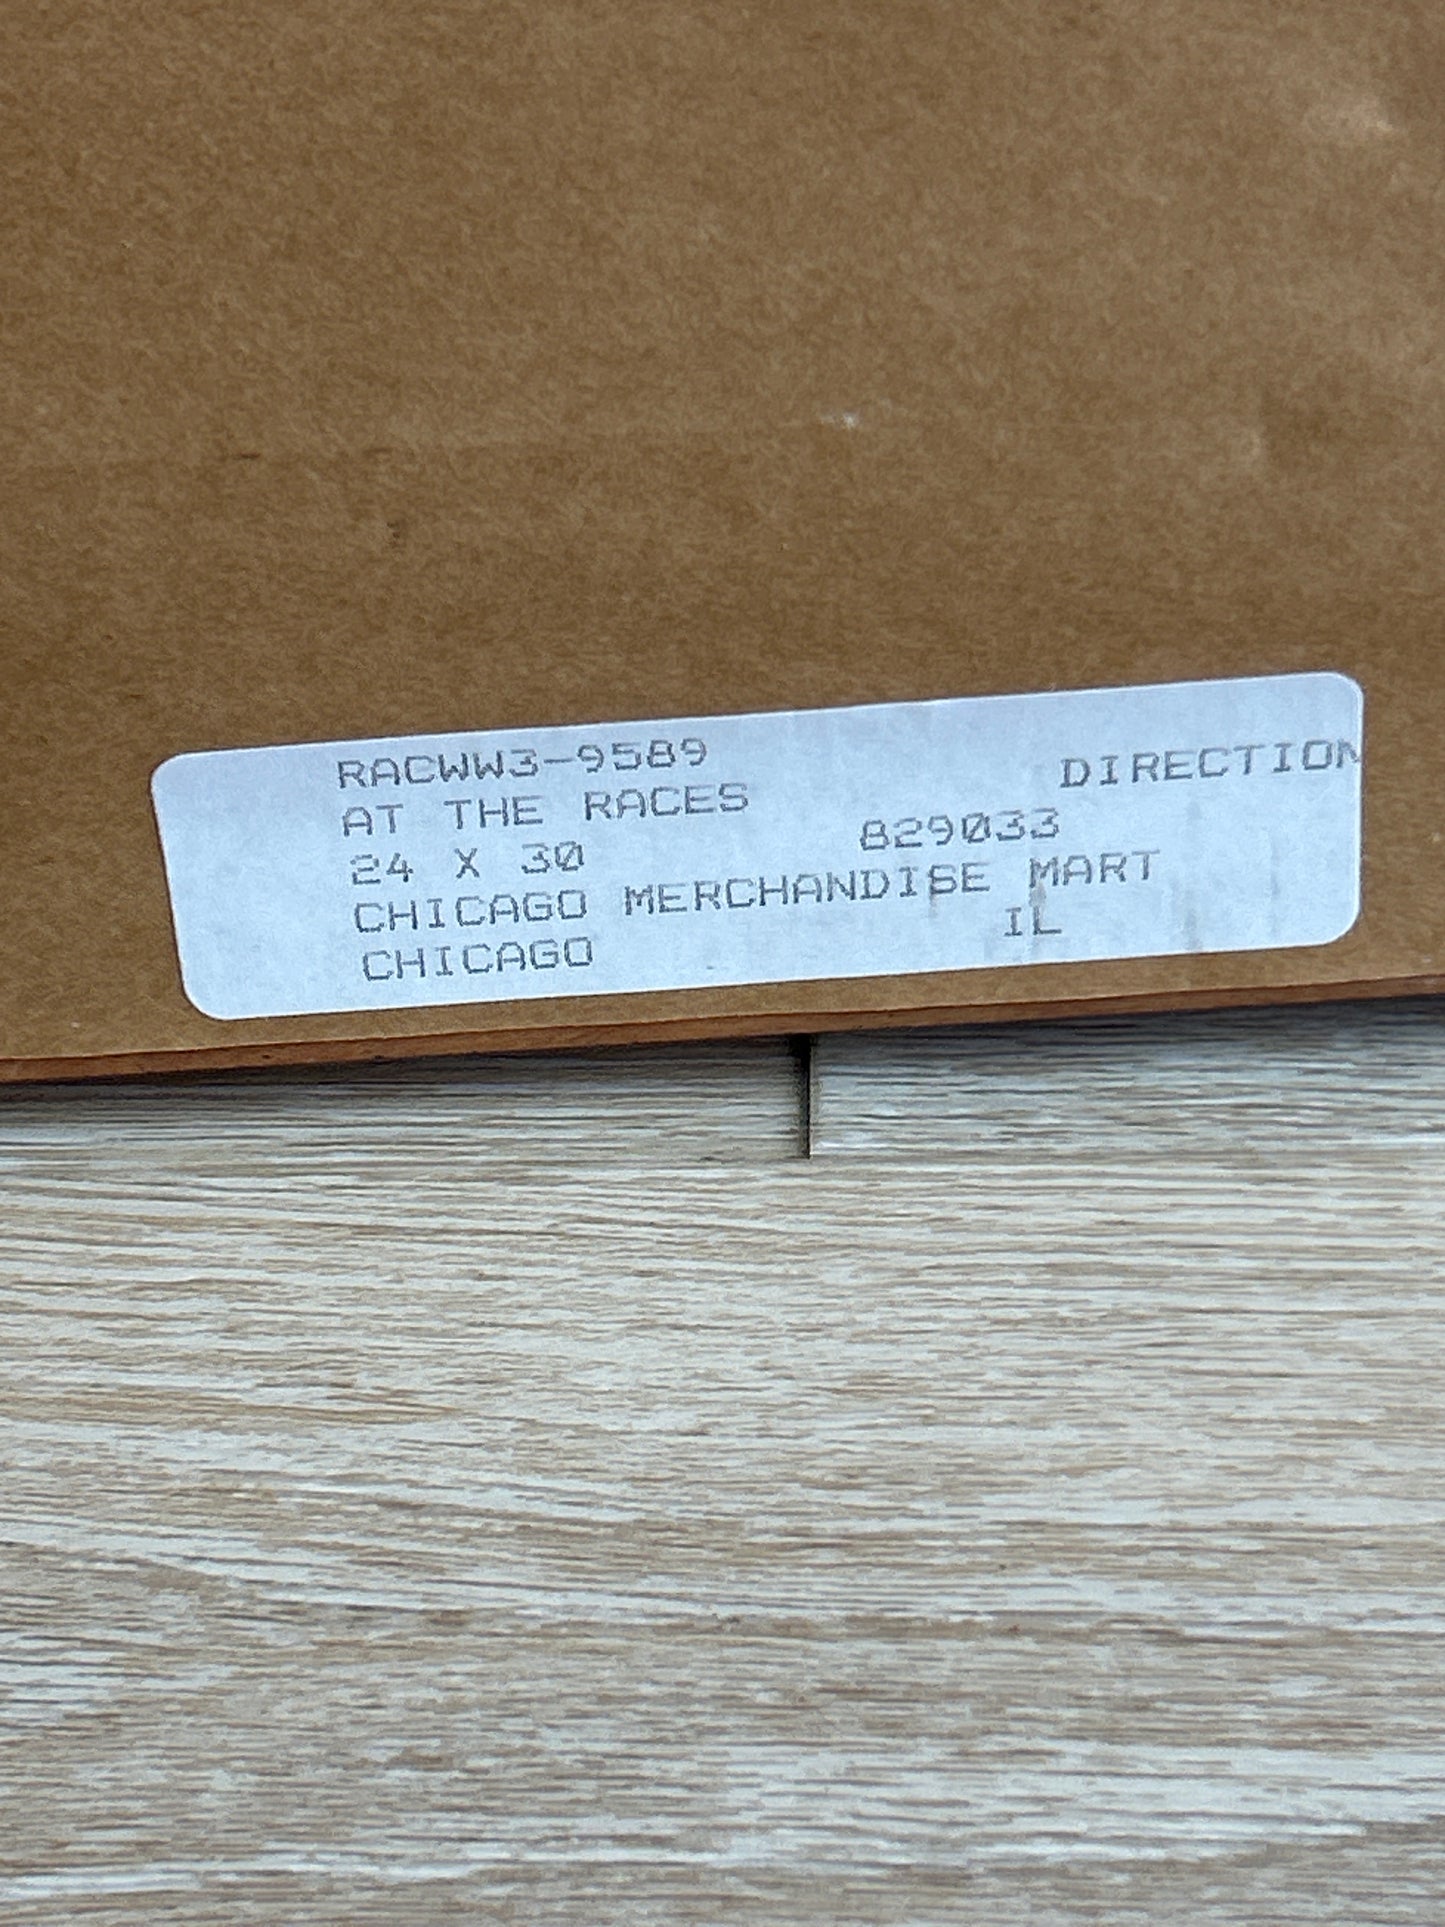 RACWW3-9589
DIRECTION
AT THE RACES
24 X 30 829033
CHICAGO MERCHANDISE MART
CHICAGO IL